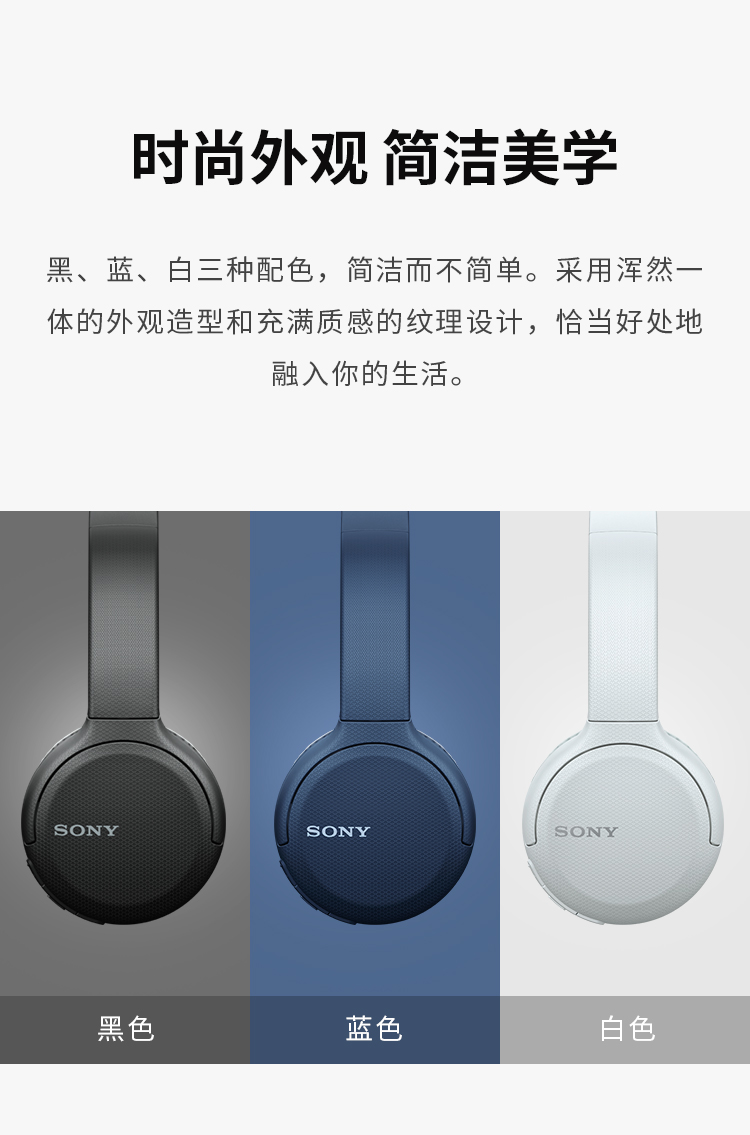 时尚外观 简洁美学
黑、蓝、白三种配色，简洁而不简单。采用浑然一
体的外观造型和充满质感的纹理设计，恰当好处地
融入你的生活。
SONY
SONY
SONY
黑色
蓝色
白色